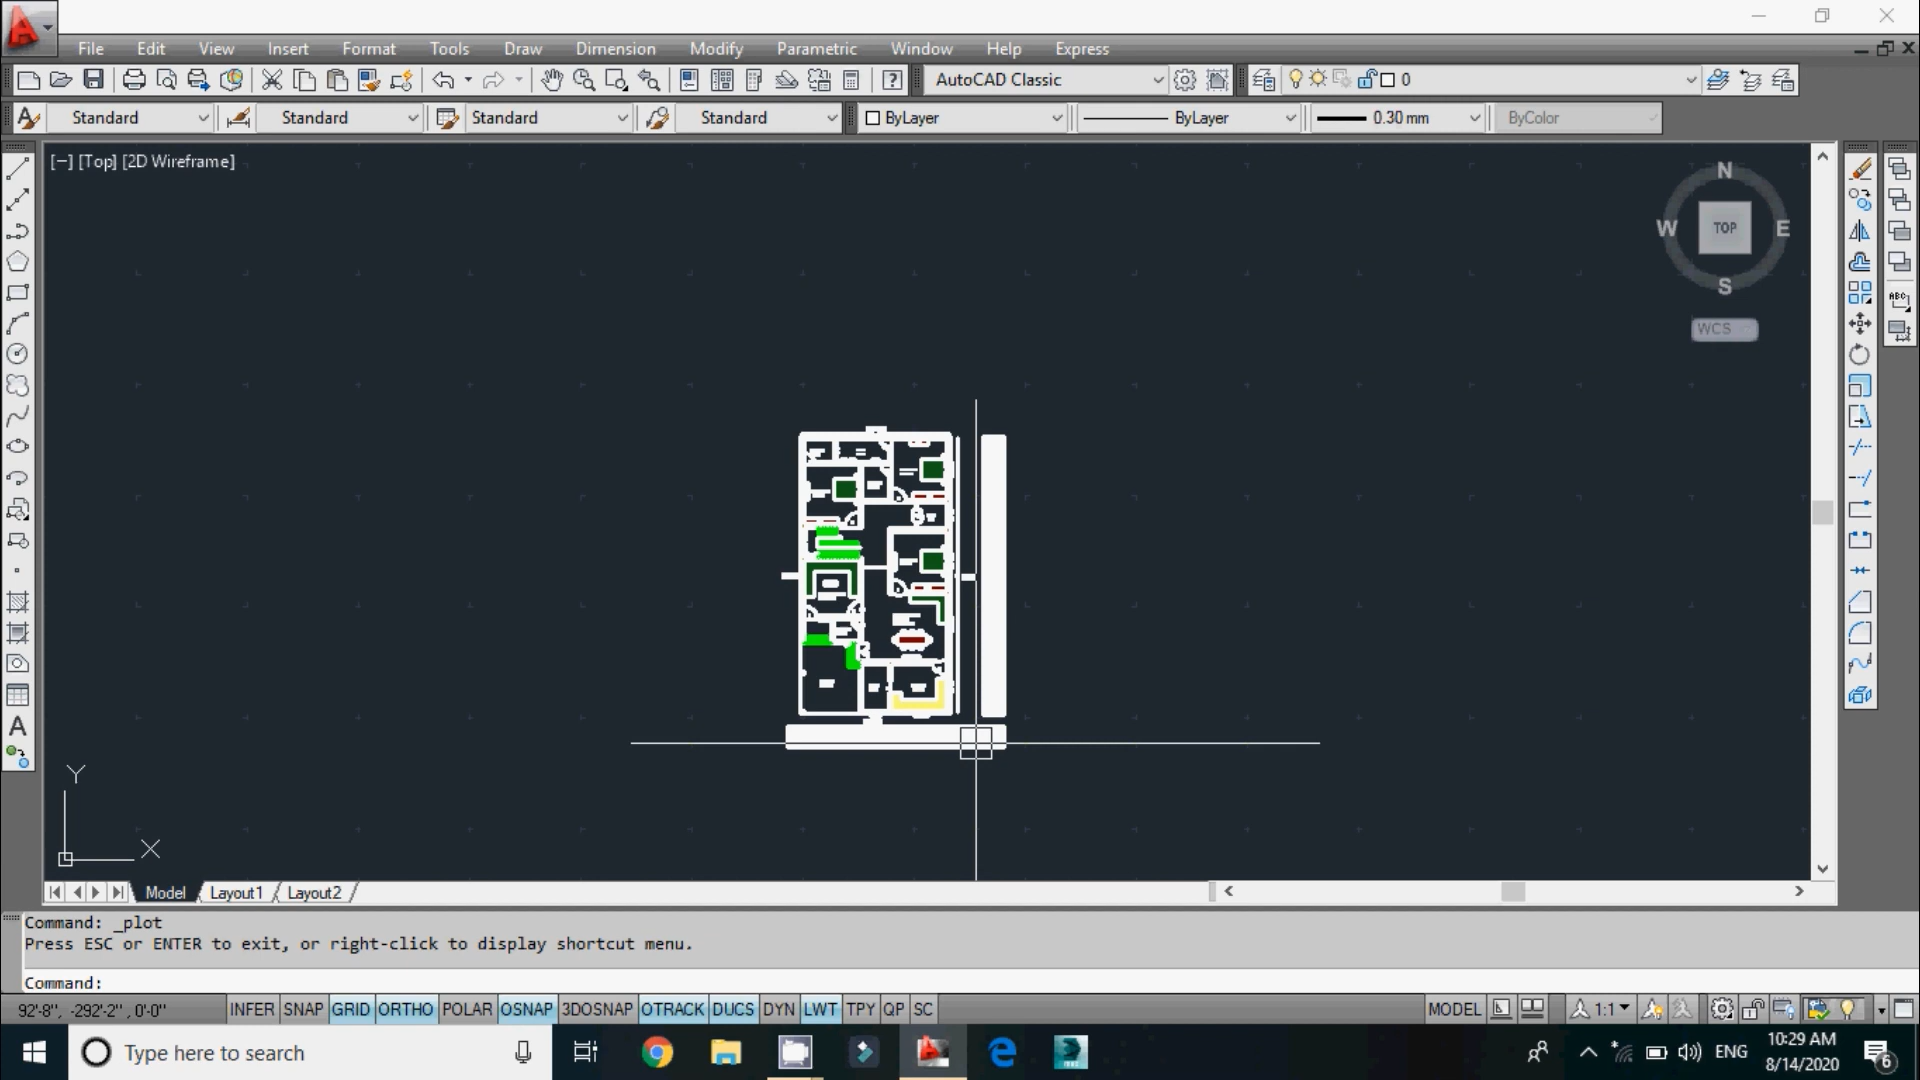 File Edit View Insert Format Tools Draw Dimension Modify Parametric Window Help Express
AutoCAD Classic 0
Standard Standard Standard Standard ByLayer ByLayer 0.30 mm ByColor
[−] [Top] [2D Wireframe]
N
W TOP E
S
WCS
ABC
Y
X
Model Layout1 Layout2
Command: _plot
Press ESC or ENTER to exit, or right-click to display shortcut menu.
Command:
92'-8", -292'-2", 0'-0" INFER SNAP GRID ORTHO POLAR OSNAP 3DOSNAP OTRACK DUCS DYN LWT TPY QP SC MODEL 1:1
Type here to search ENG 10:29 AM
8/14/2020 6